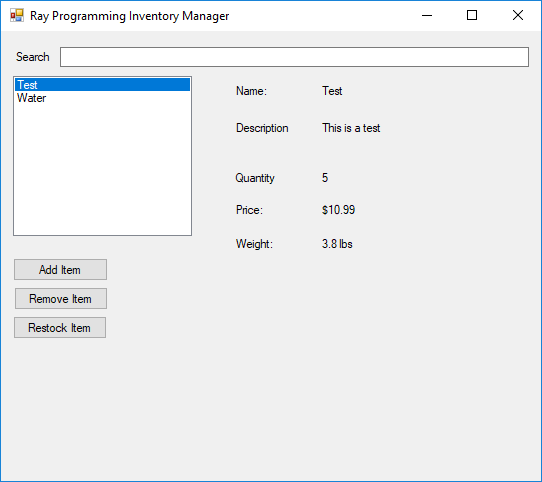 Ray Programming Inventory Manager
Search
Test
Water
Name: Test
Description This is a test
Quantity 5
Price: $10.99
Weight: 3.8 lbs
Add Item
Remove Item
Restock Item